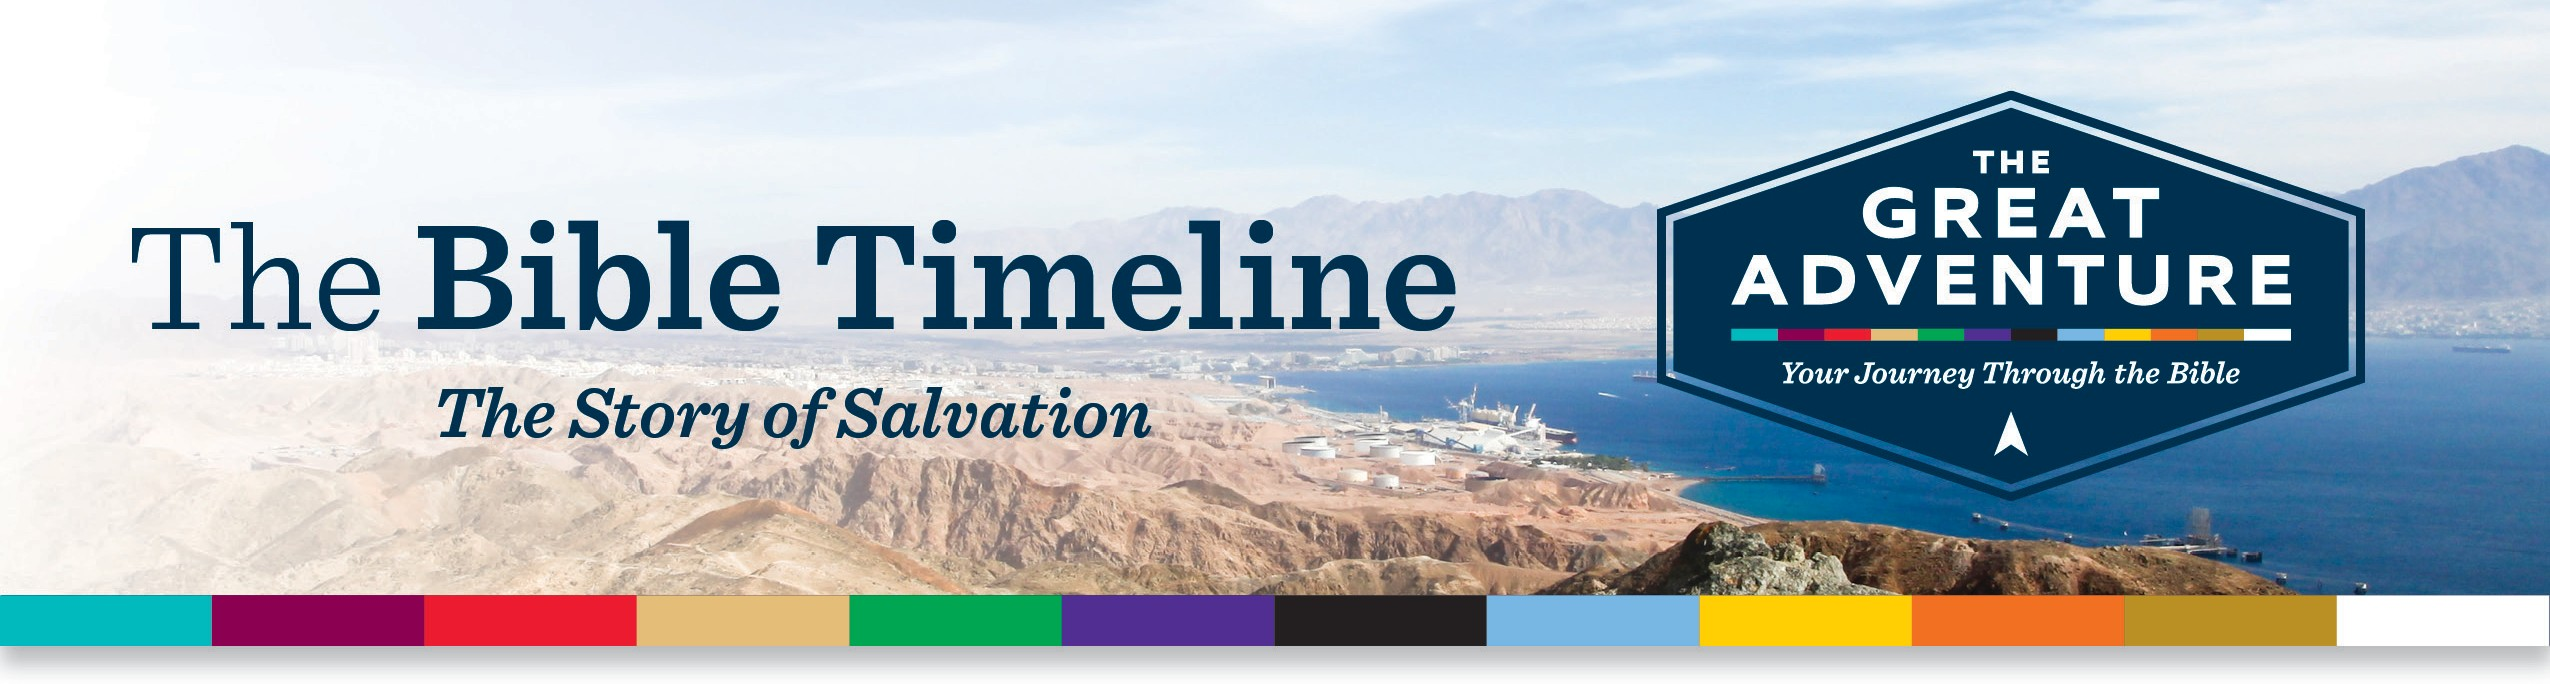 The Bible Timeline
The Story of Salvation
THE
GREAT
ADVENTURE
Your Journey Through the Bible